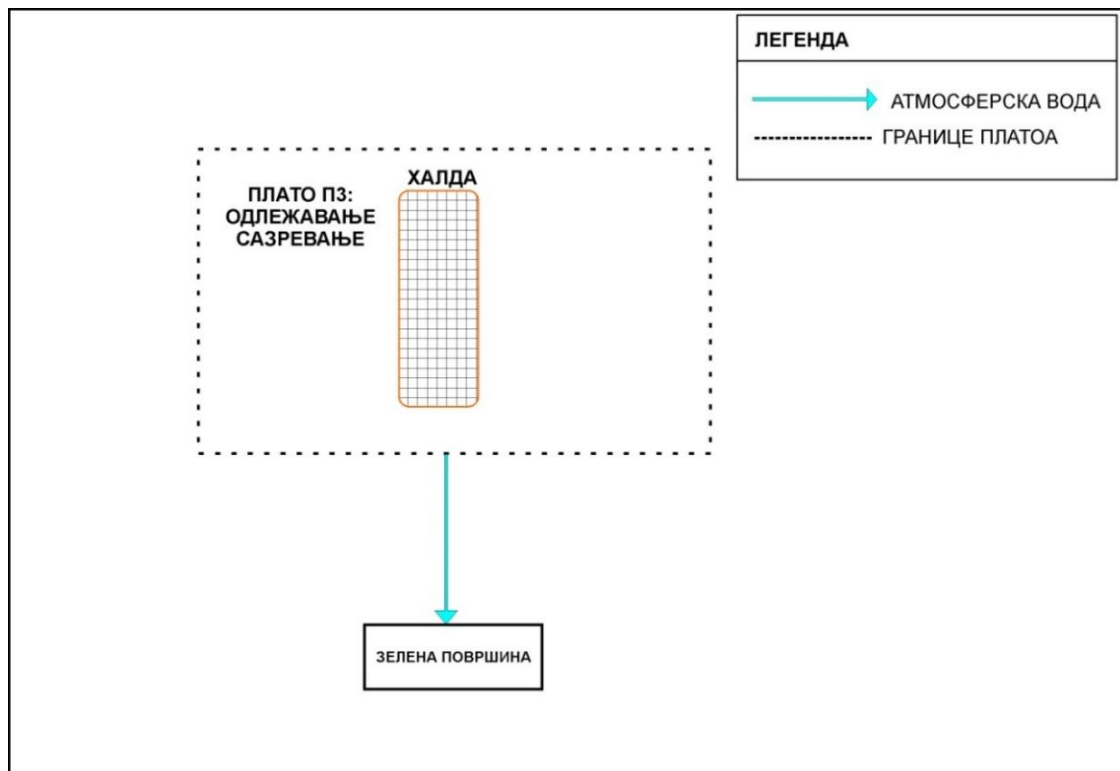 ЛЕГЕНДА
АТМОСФЕРСКА ВОДА
ГРАНИЦЕ ПЛАТОА
ХАЛДА
ПЛАТО П3:
ОДЛЕЖАВАЊЕ
САЗРЕВАЊЕ
ЗЕЛЕНА ПОВРШИНА